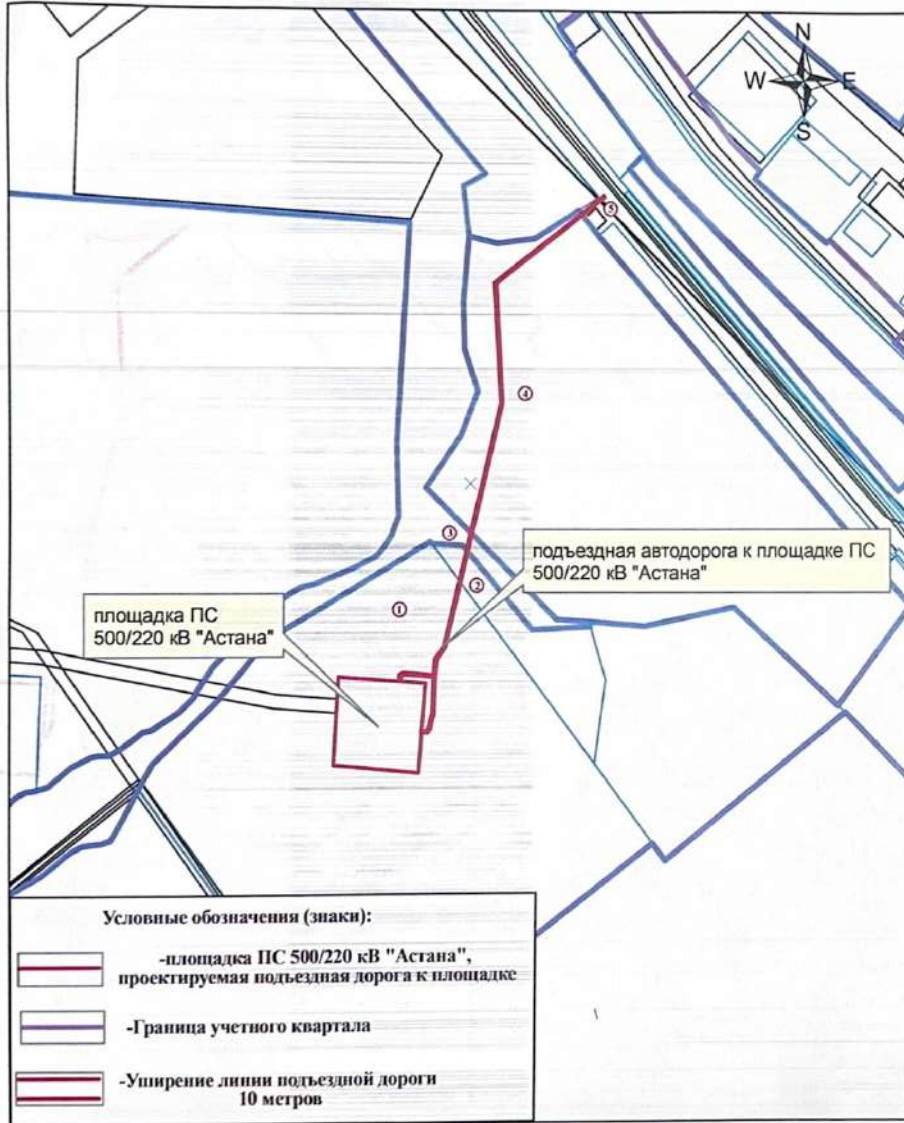 N
W E
S
⑤
④
③
подъездная автодорога к площадке ПС
500/220 кВ "Астана"
②
①
площадка ПС
500/220 кВ "Астана"
Условные обозначения (знаки):
-площадка ПС 500/220 кВ "Астана",
проектируемая подъездная дорога к площадке
-Граница учетного квартала
-Уширение линии подъездной дороги
10 метров